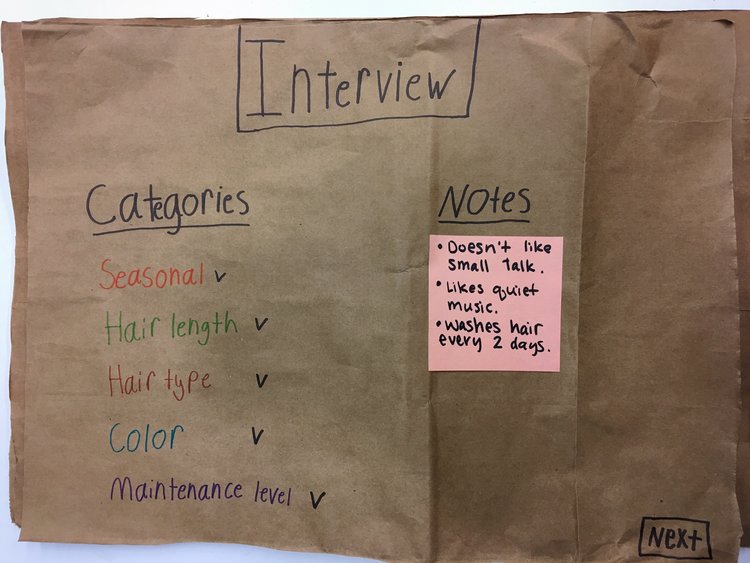 Interview
Categories
Seasonal ✓
Hair length ✓
Hair type ✓
Color ✓
Maintenance level ✓
Notes
• Doesn't like
small Talk.
• Likes quiet
music.
• Washes hair
every 2 days.
Next